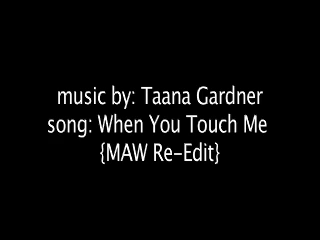 music by: Taana Gardner
song: When You Touch Me
{MAW Re-Edit}